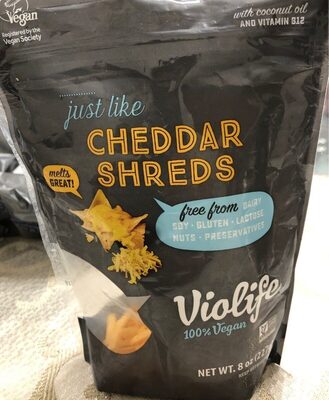 Vegan
Registered by the
Vegan Society
with coconut oil
AND VITAMIN B12
just like
CHEDDAR
SHREDS
melts
GREAT!
free from DAIRY
SOY · GLUTEN · LACTOSE
NUTS · PRESERVATIVES
Violife
100% Vegan
NET WT. 8 oz (227